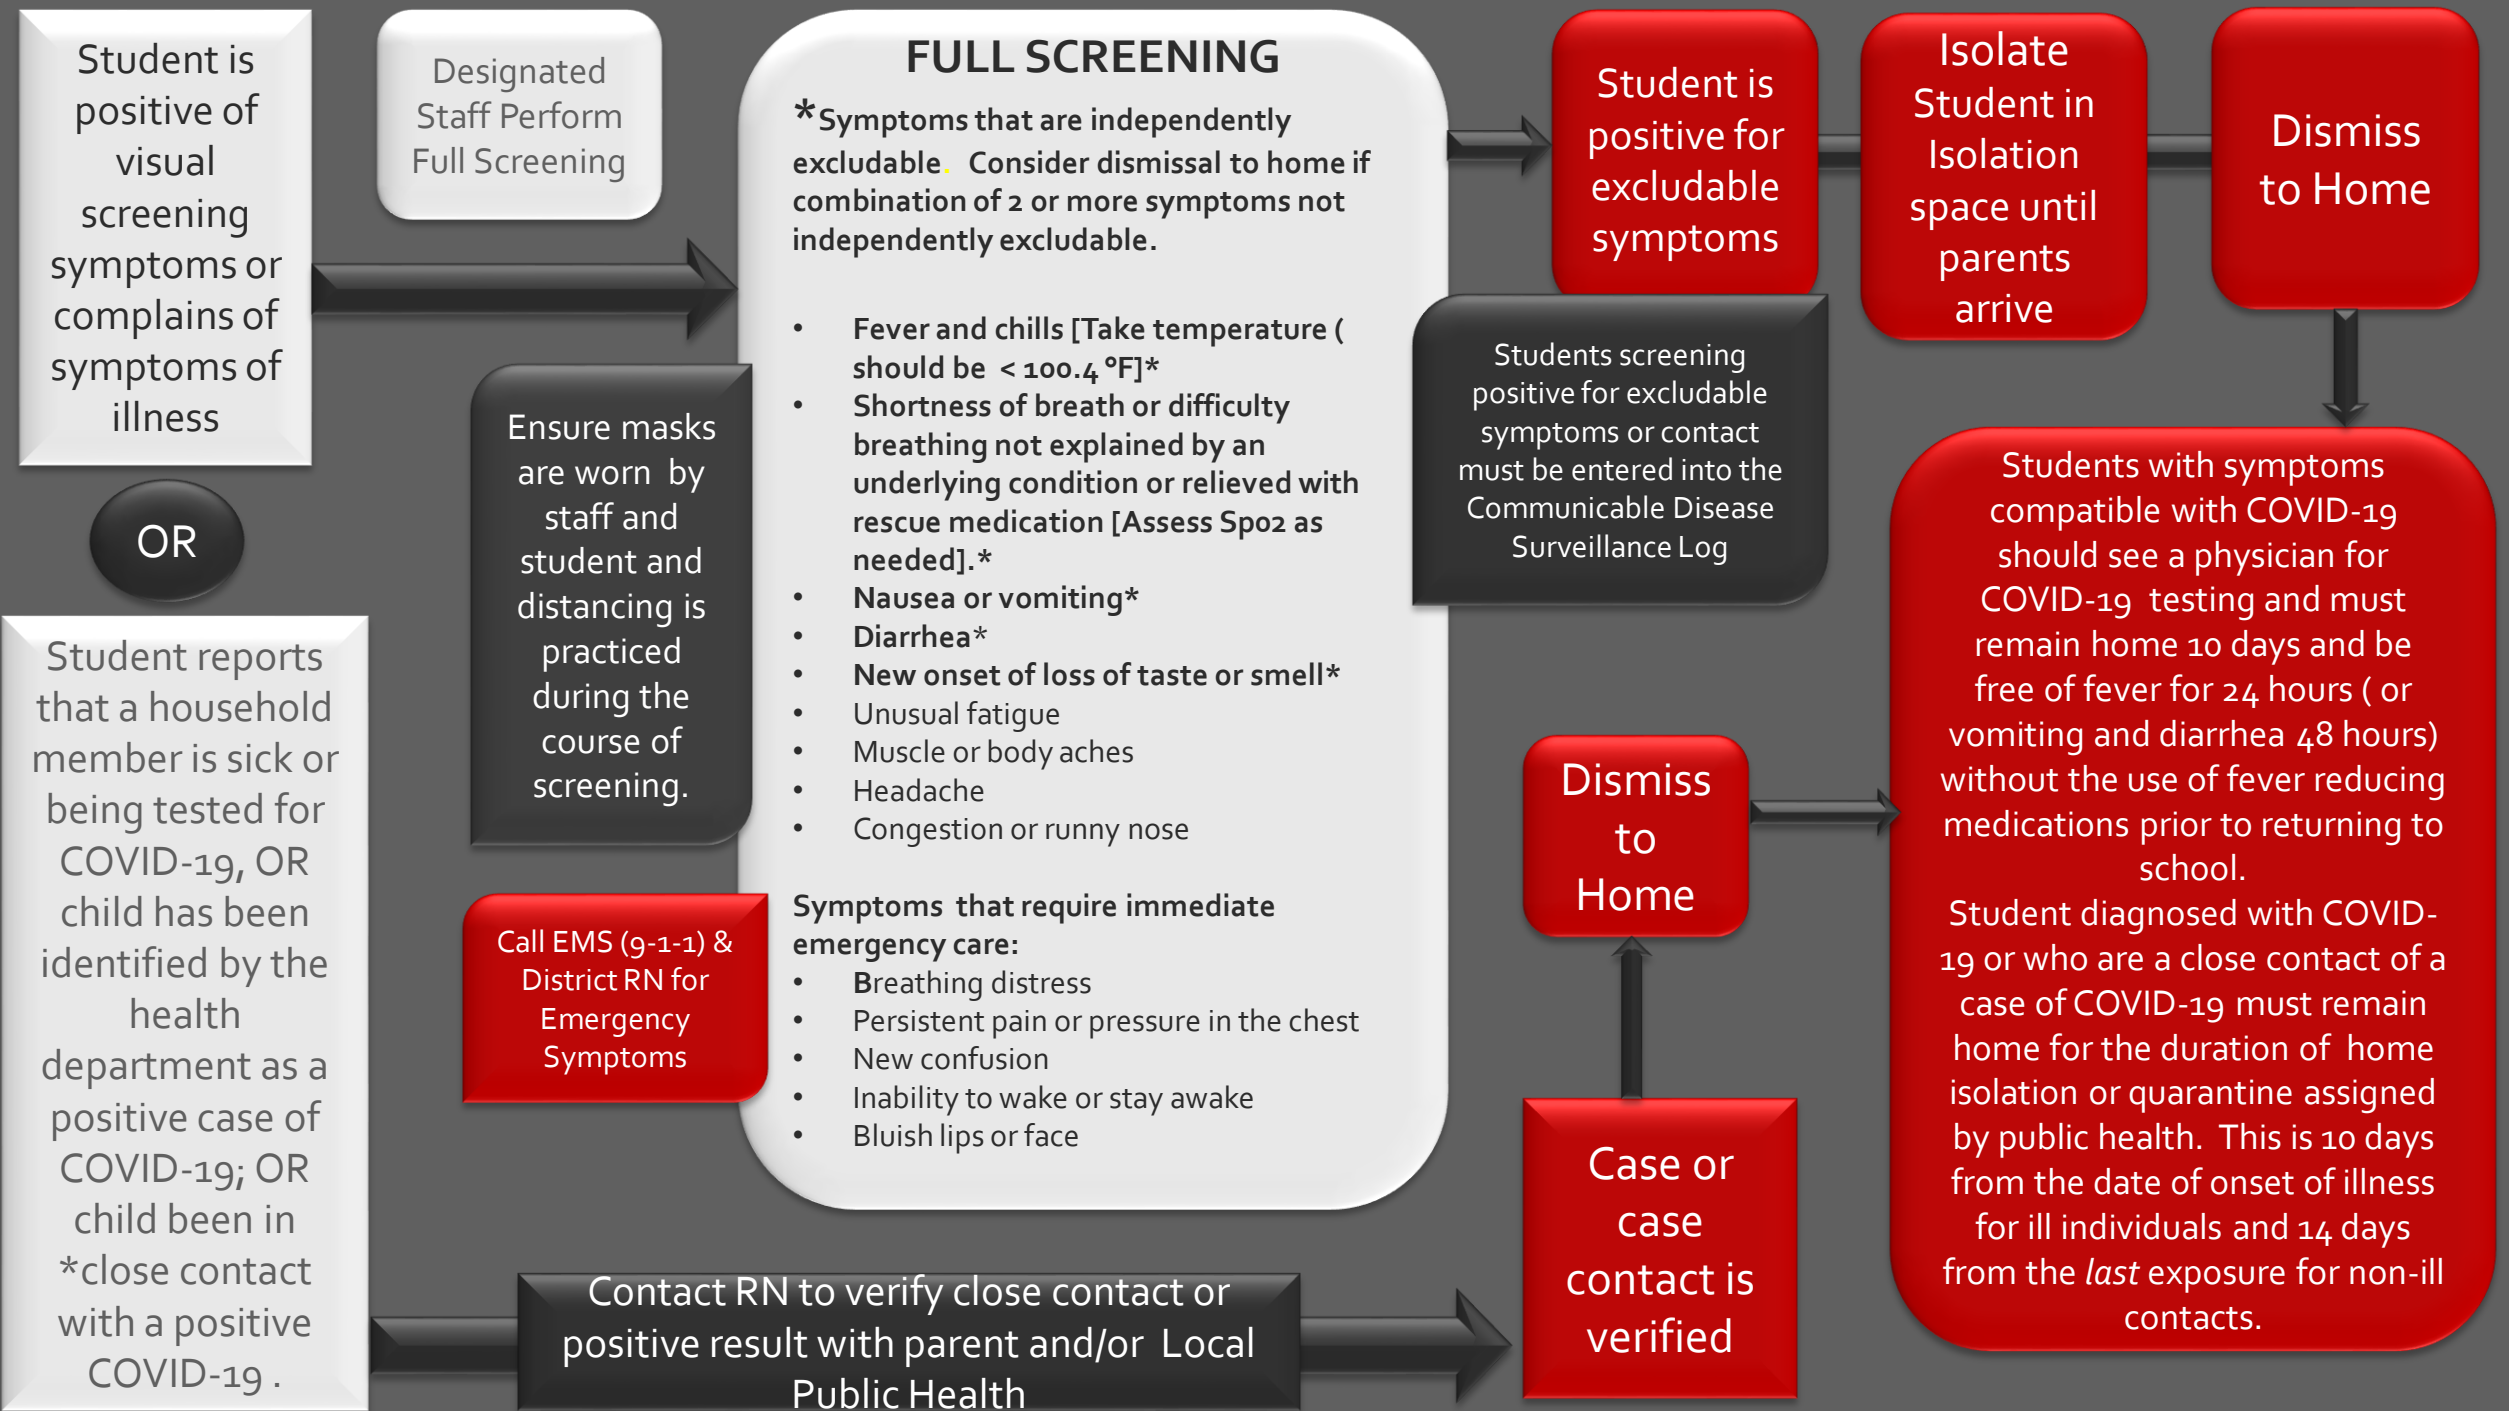 Student is
positive of
visual
screening
symptoms or
complains of
symptoms of
illness
OR
Student reports
that a household
member is sick or
being tested for
COVID-19, OR
child has been
identified by the
health
department as a
positive case of
COVID-19; OR
child been in
*close contact
with a positive
COVID-19 .
Designated
Staff Perform
Full Screening
Ensure masks
are worn by
staff and
student and
distancing is
practiced
during the
course of
screening.
Call EMS (9-1-1) &
District RN for
Emergency
Symptoms
FULL SCREENING
*Symptoms that are independently
excludable. Consider dismissal to home if
combination of 2 or more symptoms not
independently excludable.
• Fever and chills [Take temperature (
should be < 100.4 °F]*
• Shortness of breath or difficulty
breathing not explained by an
underlying condition or relieved with
rescue medication [Assess Spo2 as
needed].*
• Nausea or vomiting*
• Diarrhea*
• New onset of loss of taste or smell*
• Unusual fatigue
• Muscle or body aches
• Headache
• Congestion or runny nose
Symptoms that require immediate
emergency care:
• Breathing distress
• Persistent pain or pressure in the chest
• New confusion
• Inability to wake or stay awake
• Bluish lips or face
Contact RN to verify close contact or
positive result with parent and/or Local
Public Health
Student is
positive for
excludable
symptoms
Isolate
Student in
Isolation
space until
parents
arrive
Dismiss
to Home
Students screening
positive for excludable
symptoms or contact
must be entered into the
Communicable Disease
Surveillance Log
Dismiss
to
Home
Case or
case
contact is
verified
Students with symptoms
compatible with COVID-19
should see a physician for
COVID-19 testing and must
remain home 10 days and be
free of fever for 24 hours ( or
vomiting and diarrhea 48 hours)
without the use of fever reducing
medications prior to returning to
school.
Student diagnosed with COVID-
19 or who are a close contact of a
case of COVID-19 must remain
home for the duration of home
isolation or quarantine assigned
by public health. This is 10 days
from the date of onset of illness
for ill individuals and 14 days
from the last exposure for non-ill
contacts.